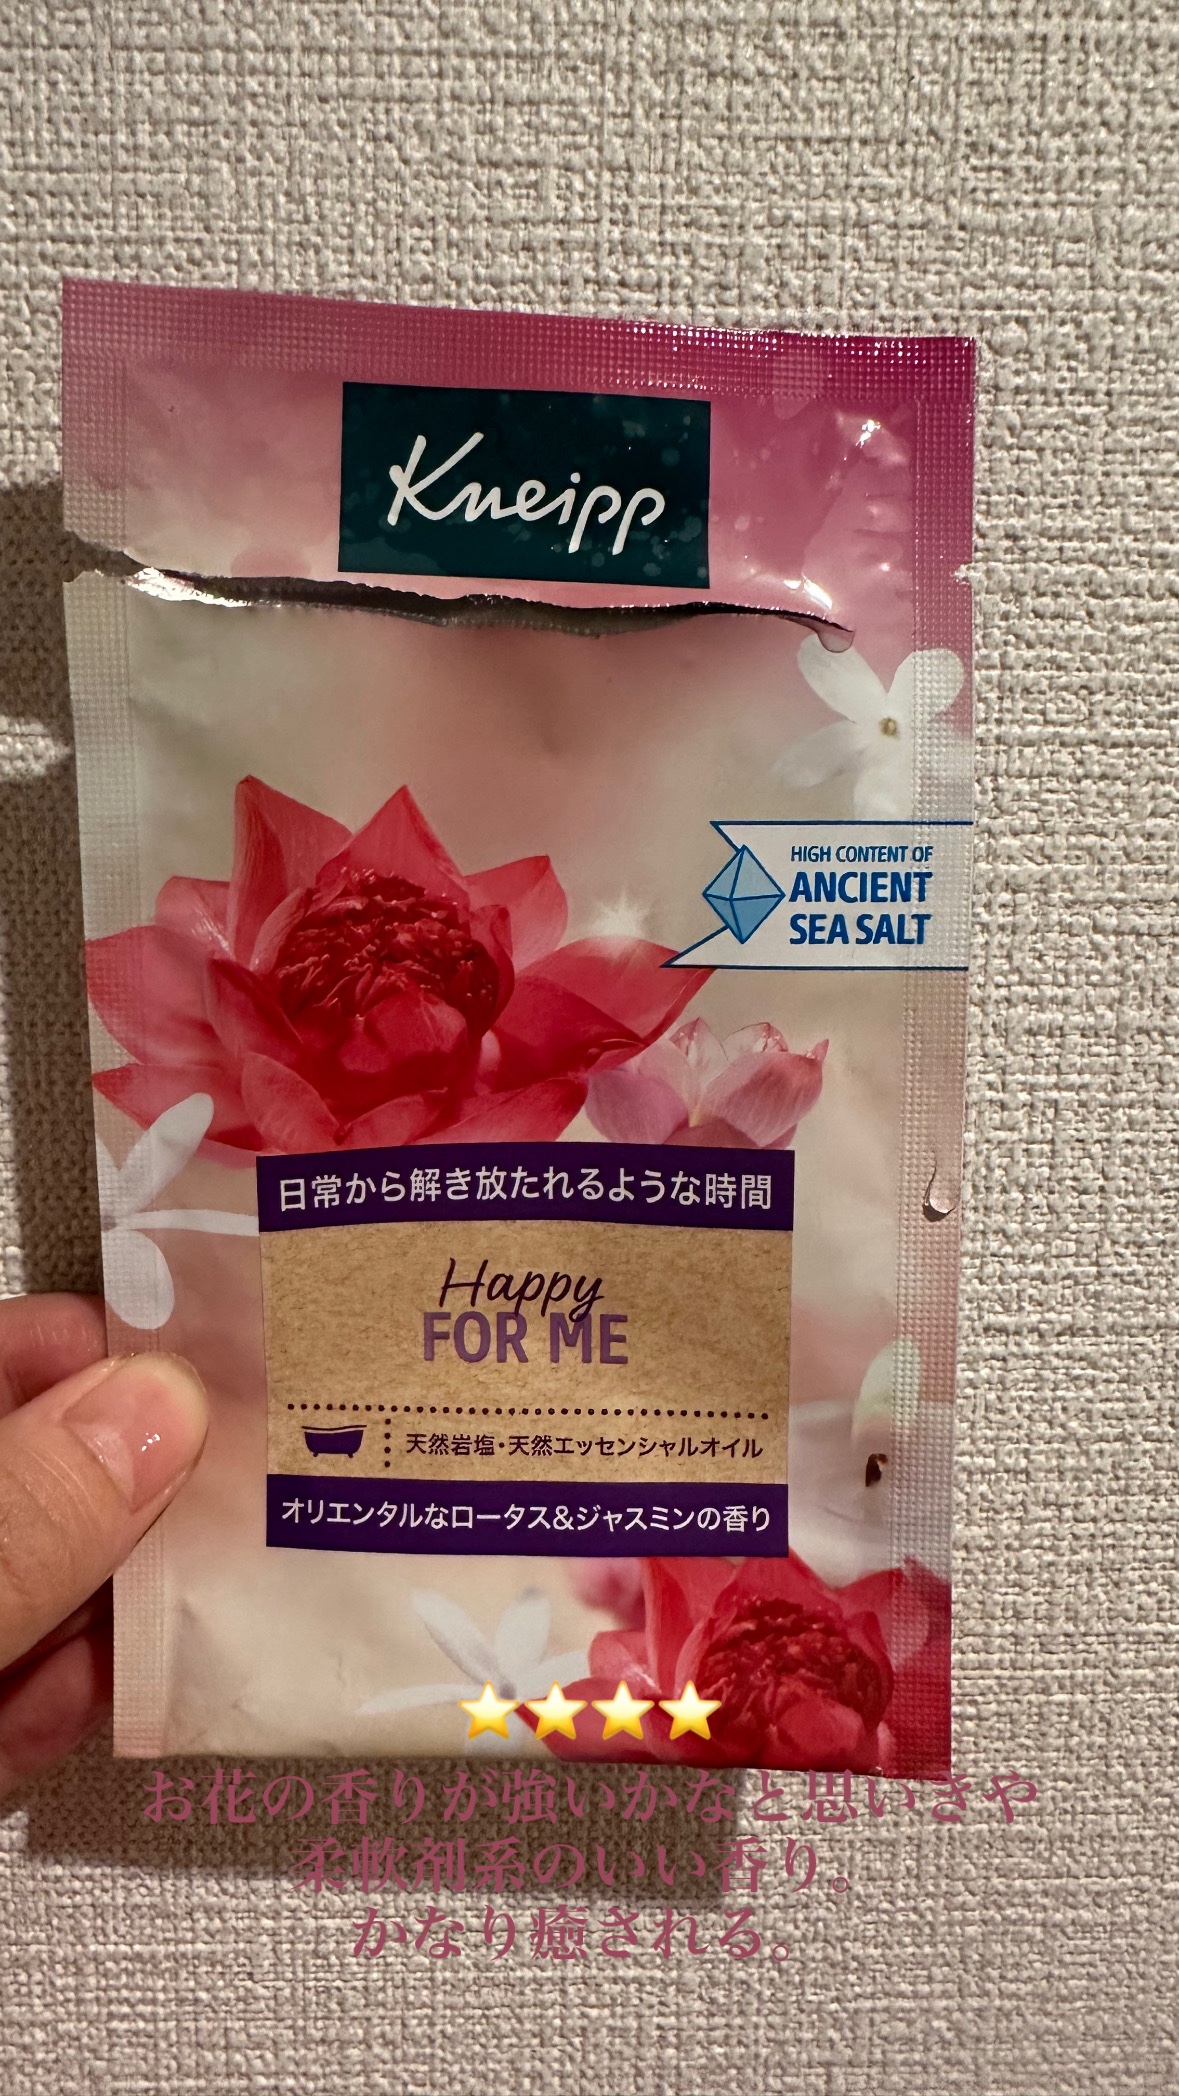 Kneipp
HIGH CONTENT OF
ANCIENT
SEA SALT
日常から解き放たれるような時間
Happy
FOR ME
天然岩塩・天然エッセンシャルオイル
オリエンタルなロータス&ジャスミンの香り
お花の香りが強いかなと思いきや
柔軟剤系のいい香り。
かなり癒される。